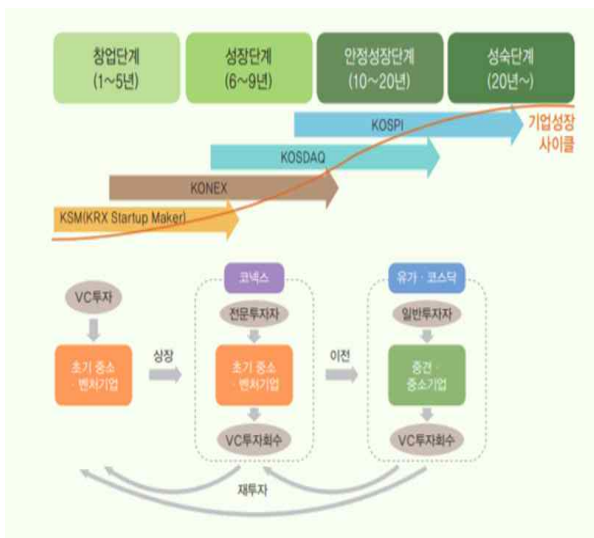 창업단계
(1~5년)
성장단계
(6~9년)
안정성장단계
(10~20년)
성숙단계
(20년~)
KOSPI
기업성장
사이클
KOSDAQ
KONEX
KSM(KRX Startup Maker)
코넥스
유가·코스닥
VC투자
전문투자자
일반투자자
초기 중소
·벤처기업
상장
초기 중소
·벤처기업
이전
중견·
중소기업
VC투자회수
VC투자회수
재투자